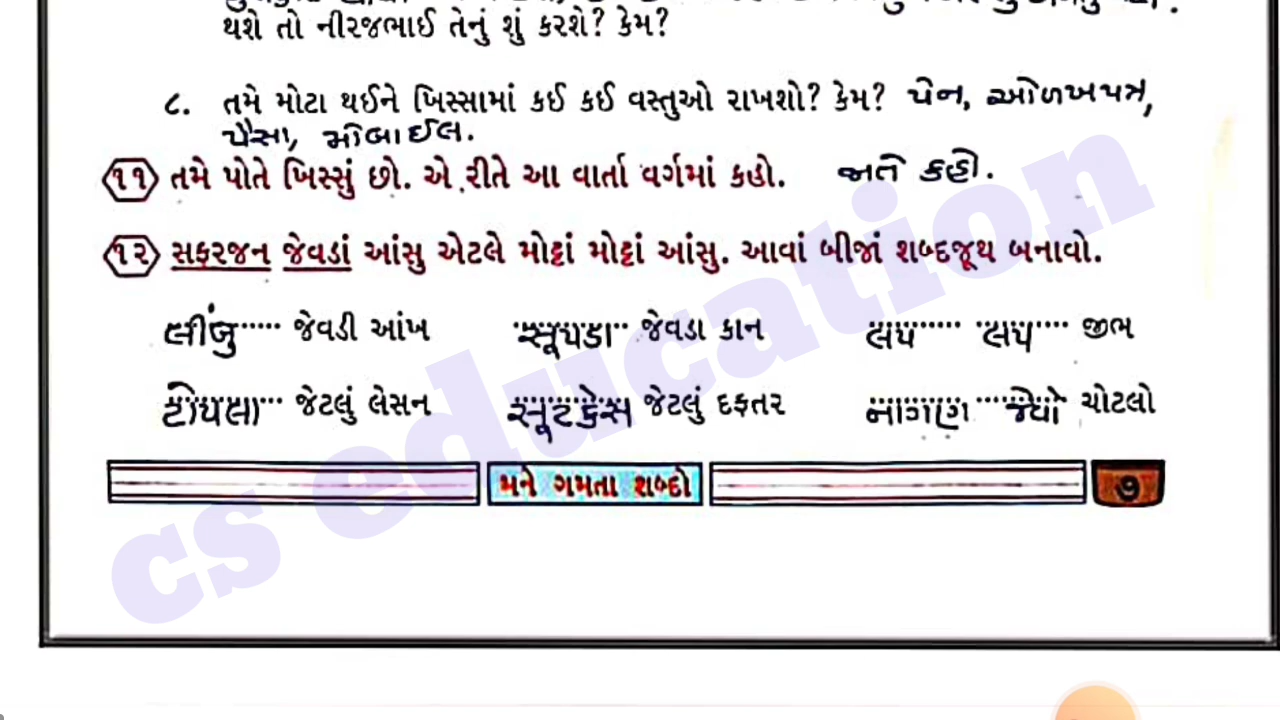 થશે તો નીરજભાઈ તેનું શું કરશે? કેમ?
૮. તમે મોટા થઈને ખિસ્સામાં કઈ કઈ વસ્તુઓ રાખશો? કેમ? પેન, ઓળખપત્ર,
પૈસા, મોબાઈલ.
૧૧ તમે પોતે ખિસ્સું છો. એ રીતે આ વાર્તા વર્ગમાં કહો. જાતે કહો.
૧૨ સફરજન જેવડાં આંસુ એટલે મોટ્ટાં મોટ્ટાં આંસુ. આવાં બીજાં શબ્દજૂથ બનાવો.
લીંબુ જેવડી આંખ સૂપડા જેવડા કાન લપ લપ જીભ
ટોપલા જેટલું લેસન સૂટકેસ જેટલું દફતર નાગણ જેવો ચોટલો
મને ગમતા શબ્દો ૭
cs education